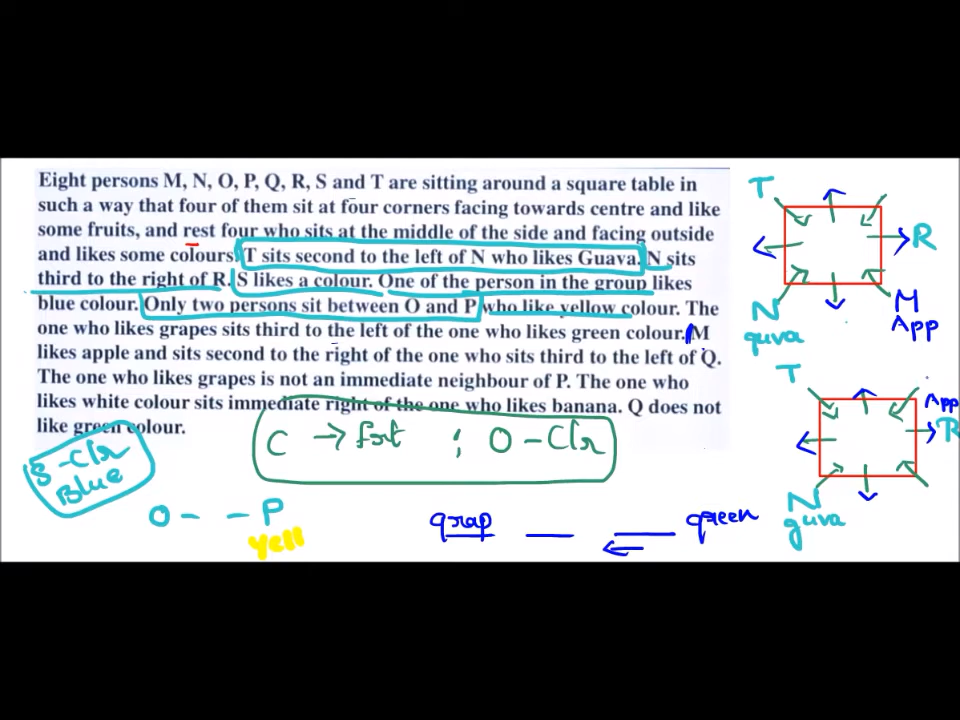 Eight persons M, N, O, P, Q, R, S and T are sitting around a square table in
such a way that four of them sit at four corners facing towards centre and like
some fruits, and rest four who sits at the middle of the side and facing outside
and likes some colours. T sits second to the left of N who likes Guava. N sits
third to the right of R. S likes a colour. One of the person in the group likes
blue colour. Only two persons sit between O and P who like yellow colour. The
one who likes grapes sits third to the left of the one who likes green colour. M
likes apple and sits second to the right of the one who sits third to the left of Q.
The one who likes grapes is not an immediate neighbour of P. The one who
likes white colour sits immediate right of the one who likes banana. Q does not
like green colour.
C → frt ; O - Clr
S - Clr
Blue
O - - P
Yell
grap
green
T
R
N
guva
M
App
T
App
R
N
guva